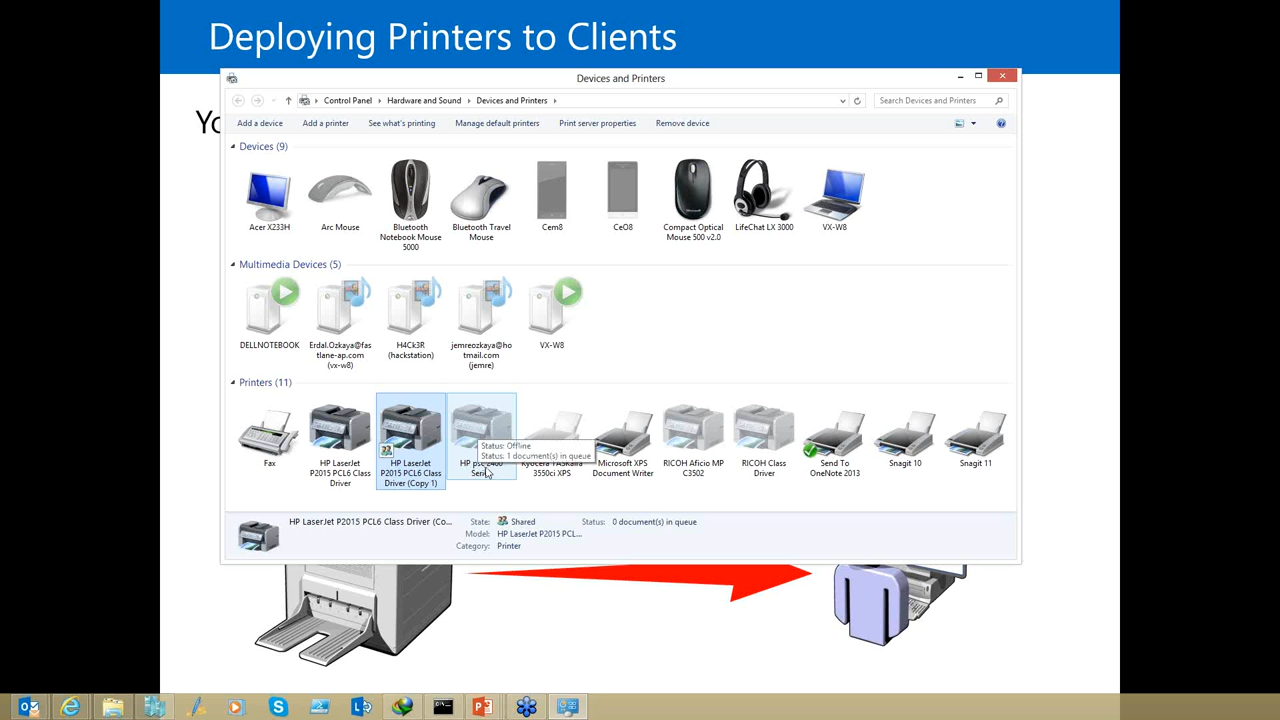 Deploying Printers to Clients
Yo
Devices and Printers
Control Panel
Hardware and Sound
Devices and Printers
Search Devices and Printers
Add a device
Add a printer
See what's printing
Manage default printers
Print server properties
Remove device
Devices (9)
Acer X233H
Arc Mouse
Bluetooth
Notebook Mouse
5000
Bluetooth Travel
Mouse
Cem8
CeO8
Compact Optical
Mouse 500 v2.0
LifeChat LX 3000
VX-W8
Multimedia Devices (5)
DELLNOTEBOOK
Erdal.Ozkaya@fas
tlane-ap.com
(vx-w8)
H4Ck3R
(hackstation)
jemreozkaya@ho
tmail.com
(jemre)
VX-W8
Printers (11)
Status: Offline
Status: 1 document(s) in queue
Fax
HP LaserJet
P2015 PCL6 Class
Driver
HP LaserJet
P2015 PCL6 Class
Driver (Copy 1)
HP psc 2400
Series
Kyocera TASKalfa
3550ci XPS
Microsoft XPS
Document Writer
RICOH Aficio MP
C3502
RICOH Class
Driver
Send To
OneNote 2013
Snagit 10
Snagit 11
HP LaserJet P2015 PCL6 Class Driver (Co...
State:
Shared
Status:
0 document(s) in queue
Model:
HP LaserJet P2015 PCL...
Category:
Printer